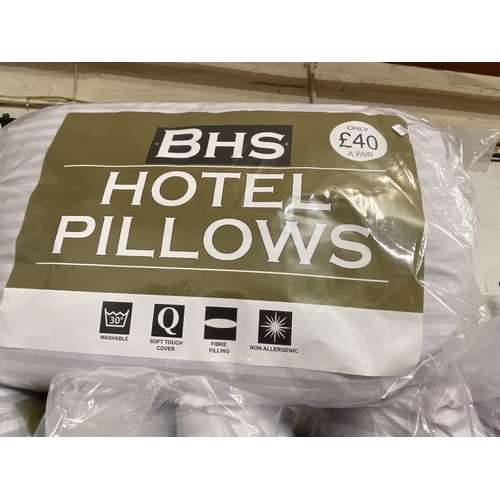 BHS
ONLY
£40
A PAIR
HOTEL
PILLOWS
30°
WASHABLE
Q
SOFT TOUCH
COVER
FIBRE
FILLING
NON ALLERGENIC